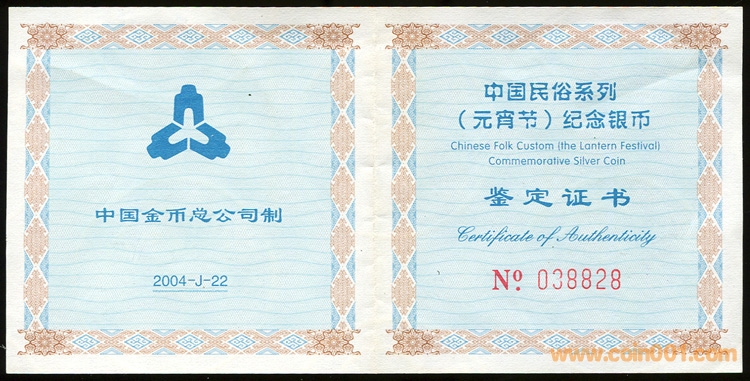 中国金币总公司制
2004-J-22
中国民俗系列
（元宵节）纪念银币
Chinese Folk Custom (the Lantern Festival)
Commemorative Silver Coin
鉴定证书
Certificate of Authenticity
Nº 038828
www.coin001.com